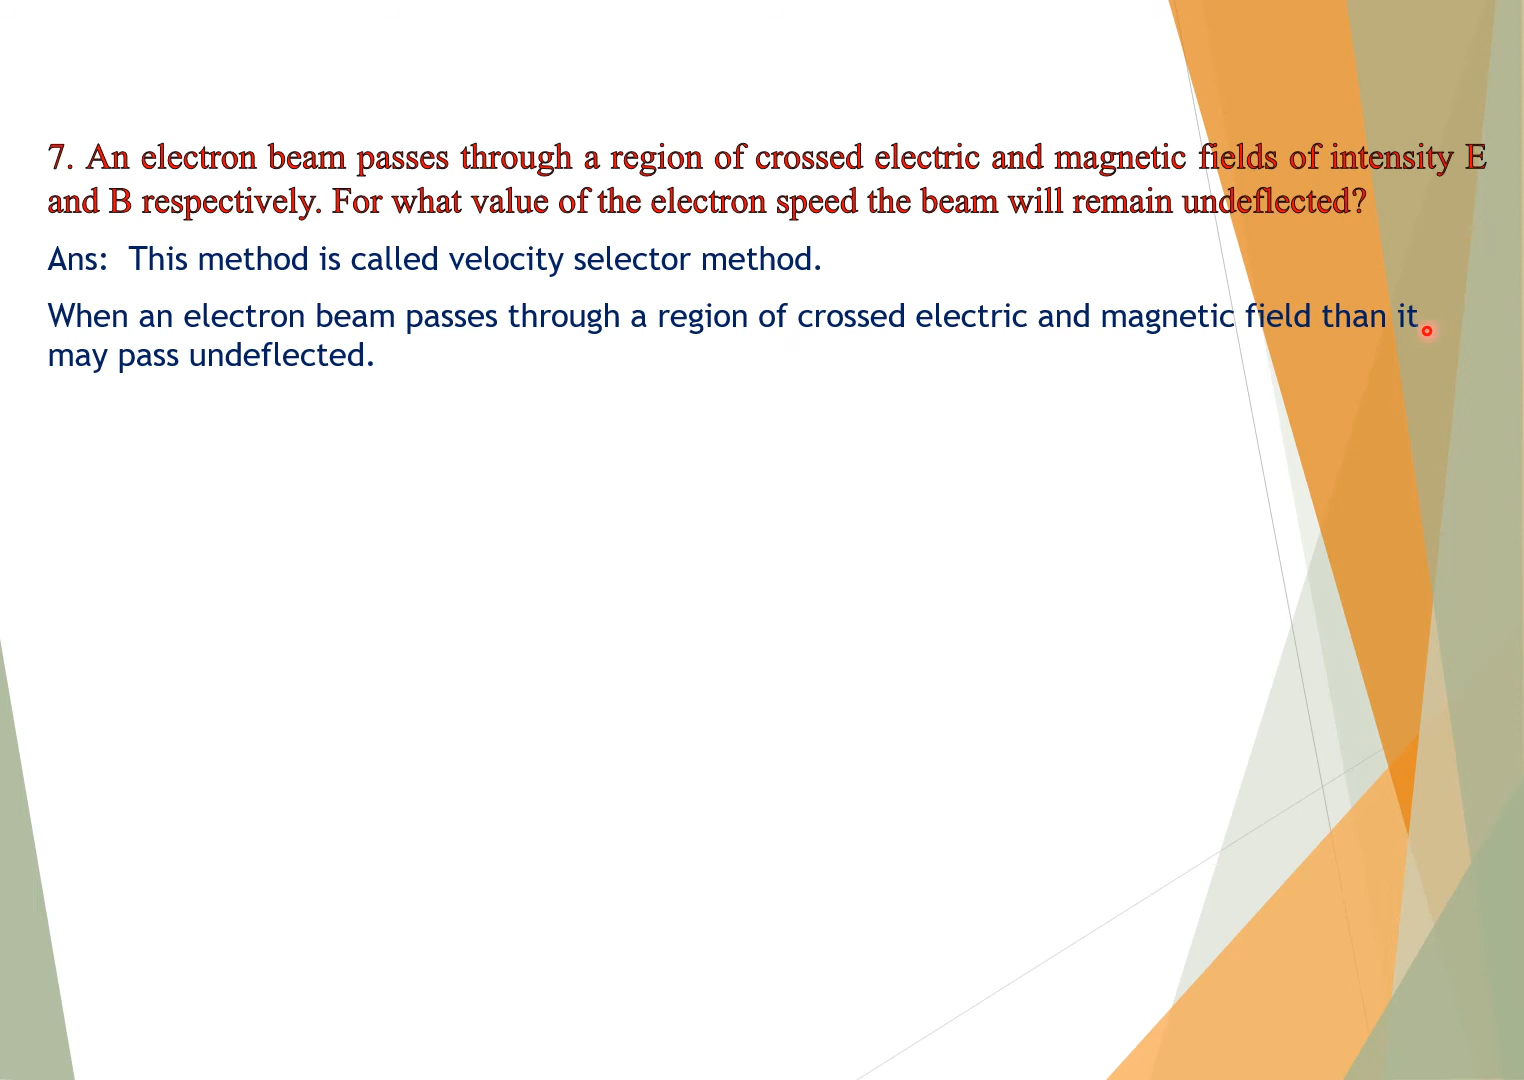 7. An electron beam passes through a region of crossed electric and magnetic fields of intensity E
and B respectively. For what value of the electron speed the beam will remain undeflected?
Ans: This method is called velocity selector method.
When an electron beam passes through a region of crossed electric and magnetic field than it
may pass undeflected.